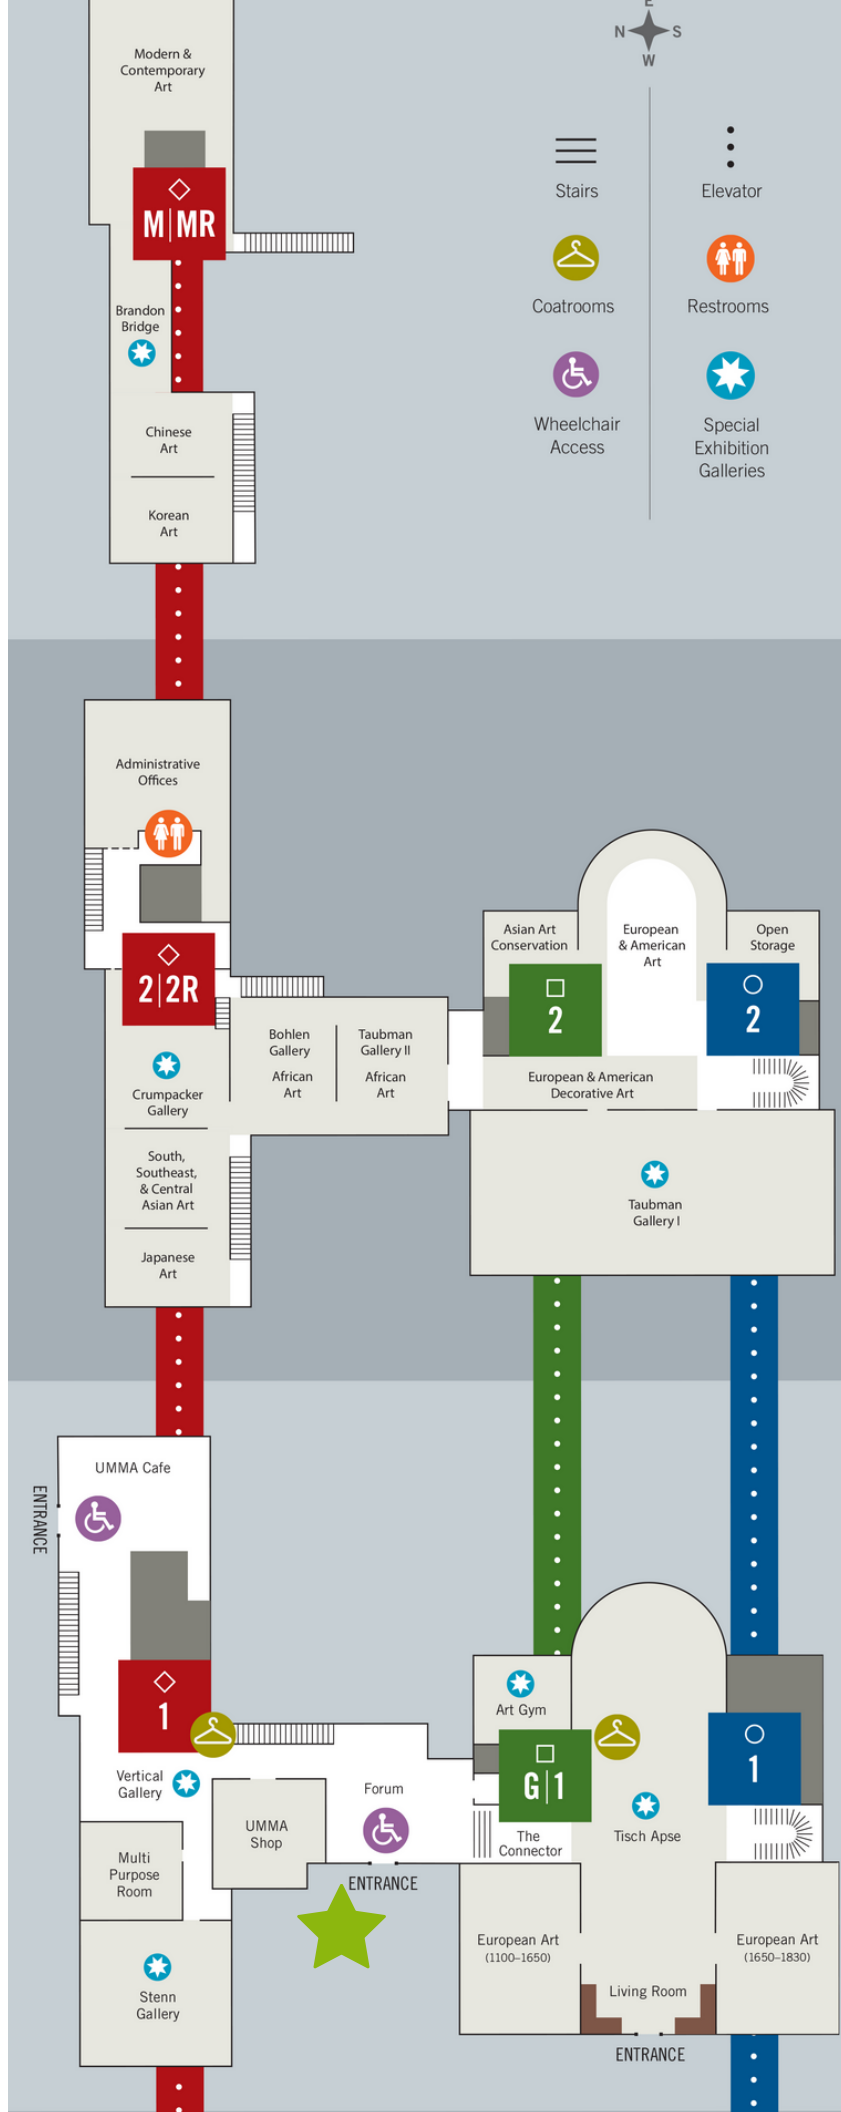 E
N
S
W
Stairs
Elevator
Coatrooms
Restrooms
Wheelchair
Access
Special
Exhibition
Galleries
Modern &
Contemporary
Art
M|MR
Brandon
Bridge
Chinese
Art
Korean
Art
Administrative
Offices
2|2R
Bohlen
Gallery
African
Art
Taubman
Gallery II
African
Art
Crumpacker
Gallery
South,
Southeast,
& Central
Asian Art
Japanese
Art
Asian Art
Conservation
European
& American
Art
Open
Storage
2
2
European & American
Decorative Art
Taubman
Gallery I
UMMA Cafe
ENTRANCE
1
Vertical
Gallery
UMMA
Shop
Forum
Multi
Purpose
Room
ENTRANCE
Stenn
Gallery
Art Gym
G|1
1
The
Connector
Tisch Apse
European Art
(1100–1650)
European Art
(1650–1830)
Living Room
ENTRANCE